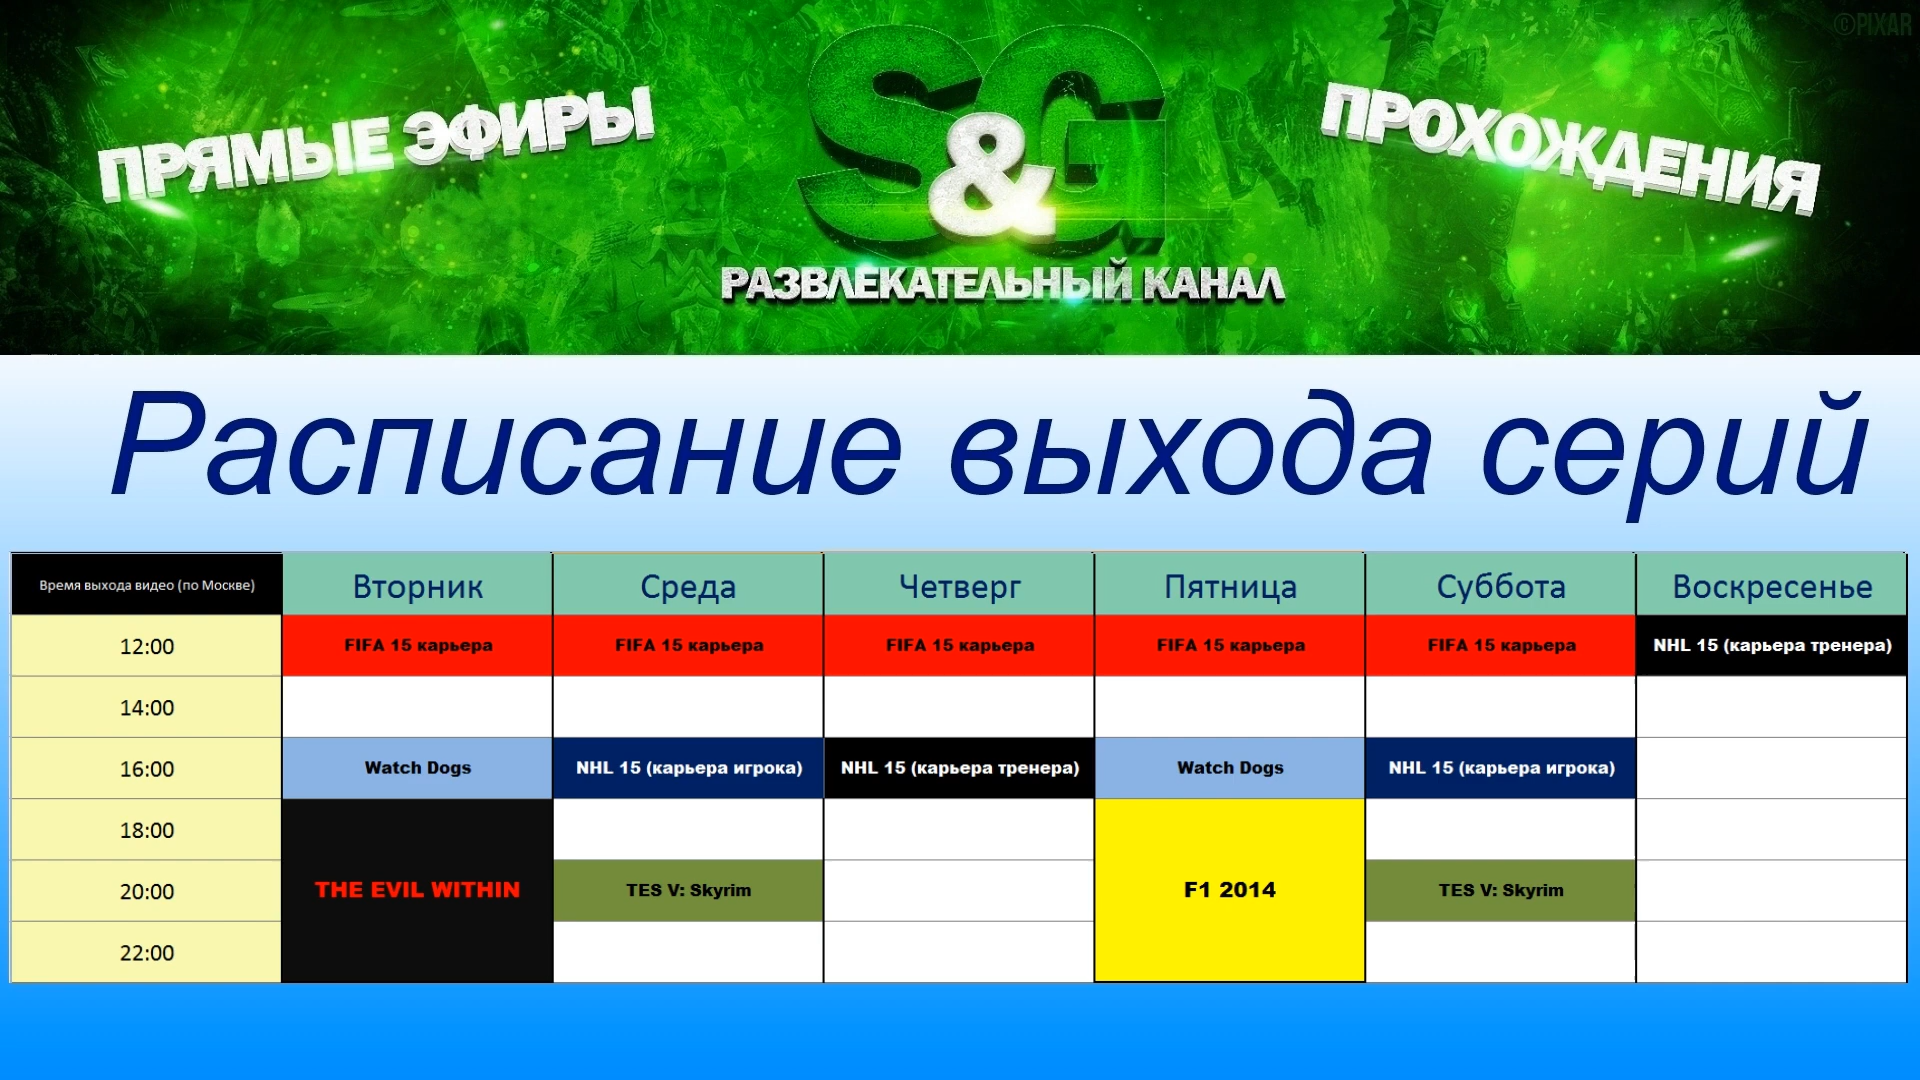 ©PIXAR
ПРЯМЫЕ ЭФИРЫ
S&G
ПРОХОЖДЕНИЯ
РАЗВЛЕКАТЕЛЬНЫЙ КАНАЛ
Расписание выхода серий
Время выхода видео (по Москве) Вторник Среда Четверг Пятница Суббота Воскресенье
12:00 FIFA 15 карьера FIFA 15 карьера FIFA 15 карьера FIFA 15 карьера FIFA 15 карьера NHL 15 (карьера тренера)
14:00
16:00 Watch Dogs NHL 15 (карьера игрока) NHL 15 (карьера тренера) Watch Dogs NHL 15 (карьера игрока)
18:00
20:00 THE EVIL WITHIN TES V: Skyrim F1 2014 TES V: Skyrim
22:00